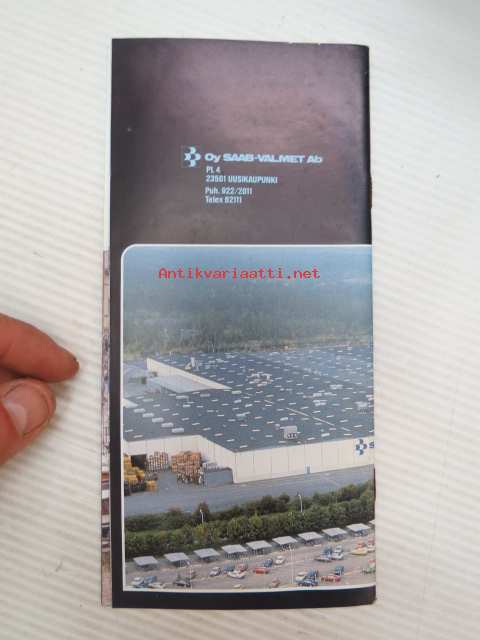 Oy SAAB-VALMET Ab
PL 4
23501 UUSIKAUPUNKI
Puh. 922/2011
Telex 62111
Antikvariaatti.net
S